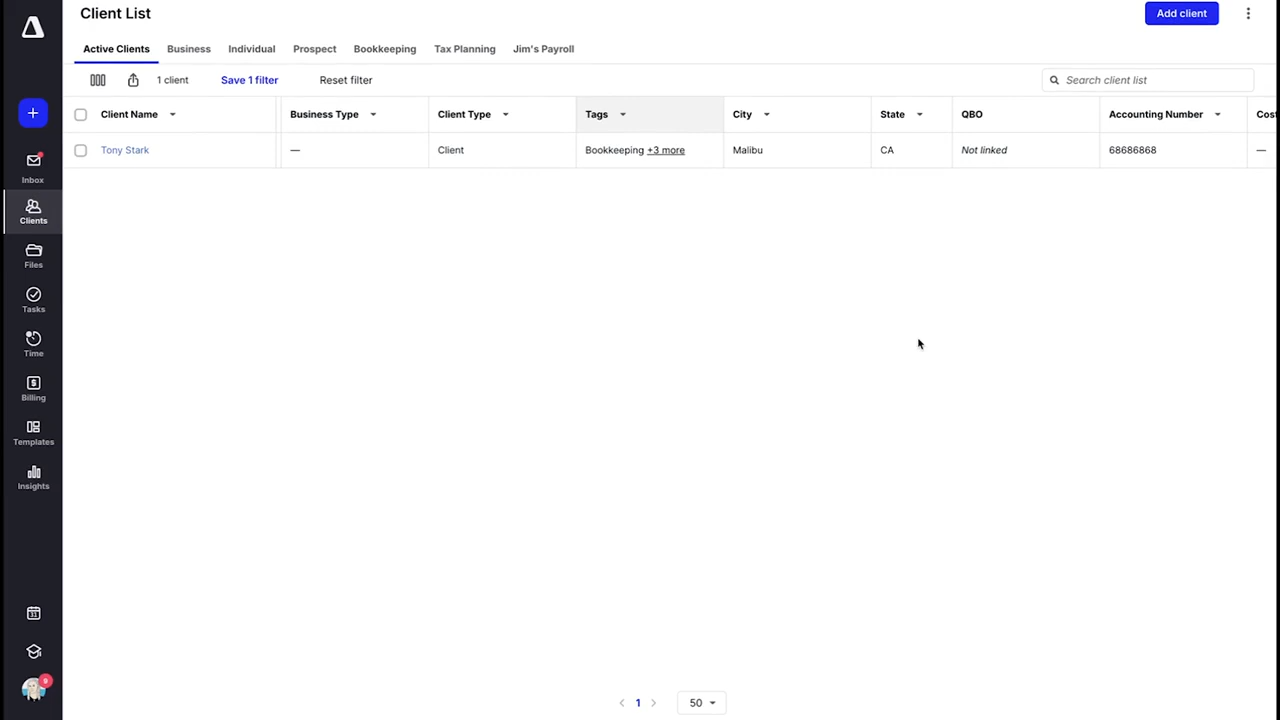 Client List
Add client
Active Clients Business Individual Prospect Bookkeeping Tax Planning Jim's Payroll
1 client Save 1 filter Reset filter Search client list
Client Name Business Type Client Type Tags City State QBO Accounting Number Cost
Tony Stark — Client Bookkeeping +3 more Malibu CA Not linked 68686868 —
Inbox
Clients
Files
Tasks
Time
Billing
Templates
Insights
31
9
1 50